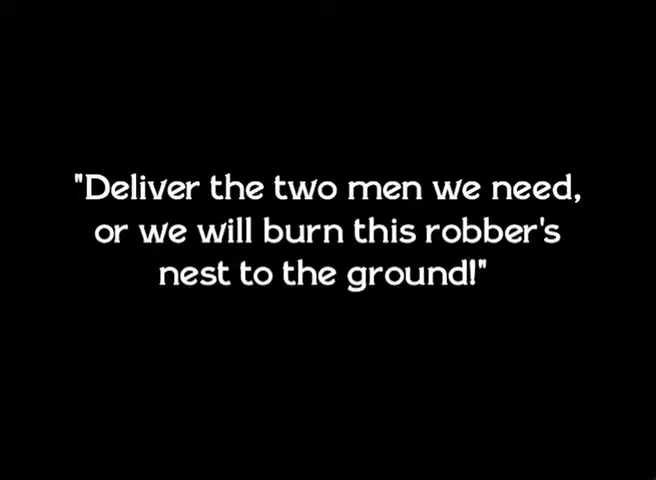 "Deliver the two men we need,
or we will burn this robber's
nest to the ground!"